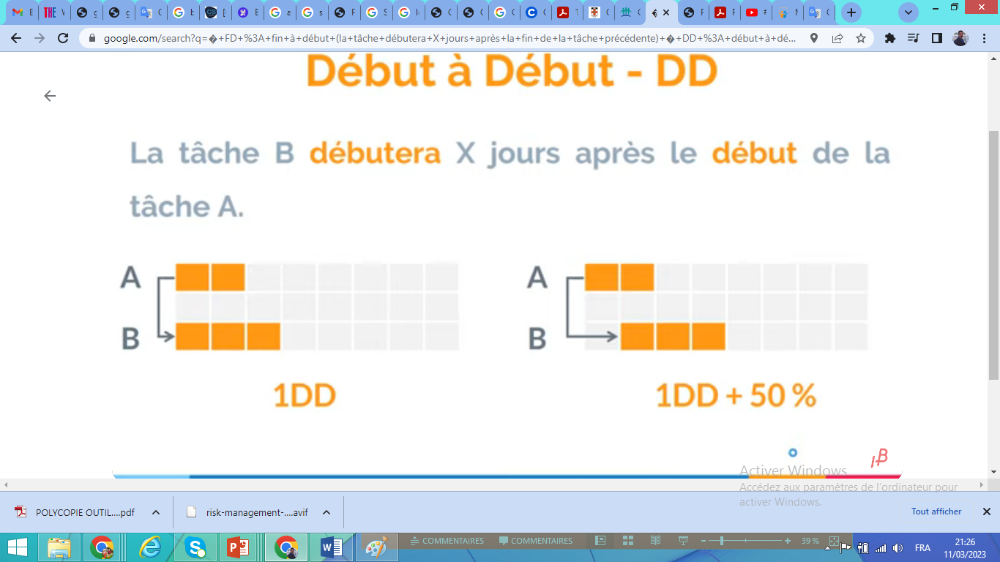 google.com/search?q=�+FD+%3A+fin+à+début+(la+tâche+débutera+X+jours+après+la+fin+de+la+tâche+précédente)+�+DD+%3A+début+à+dé...
Début à Début - DD
La tâche B débutera X jours après le début de la
tâche A.
A
B
1DD
A
B
1DD + 50 %
Activer Windows
Accédez aux paramètres de l'ordinateur pour
activer Windows.
POLYCOPIE OUTIL....pdf
risk-management-....avif
Tout afficher
COMMENTAIRES
COMMENTAIRES
39 %
FRA
21:26
11/03/2023